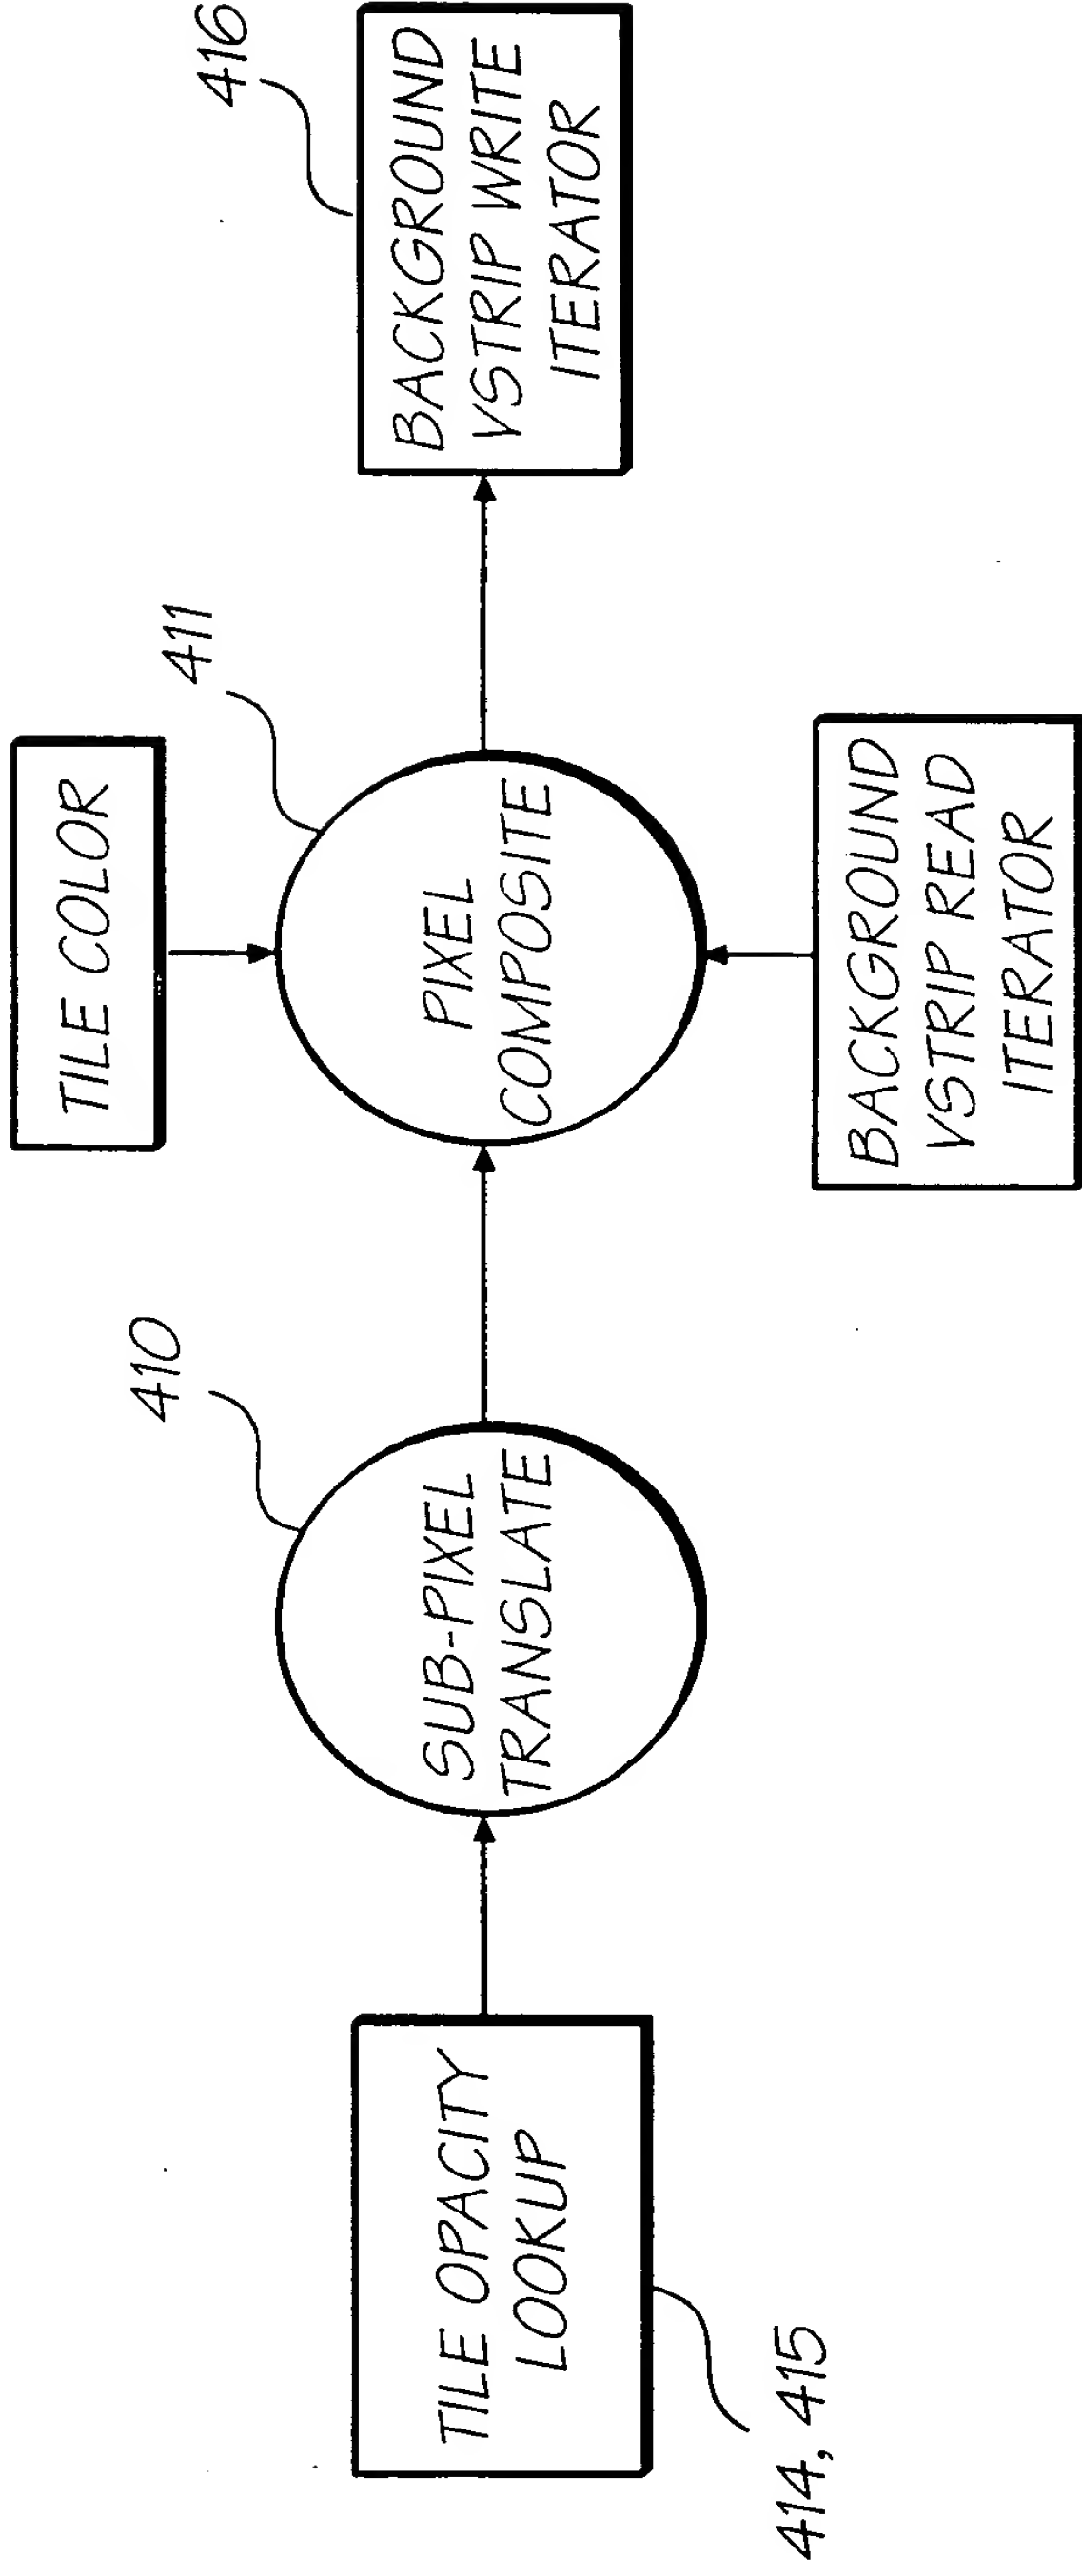 TILE OPACITY
LOOKUP
414, 415
SUB-PIXEL
TRANSLATE
410
TILE COLOR
PIXEL
COMPOSITE
411
BACKGROUND
VSTRIP READ
ITERATOR
BACKGROUND
VSTRIP WRITE
ITERATOR
416